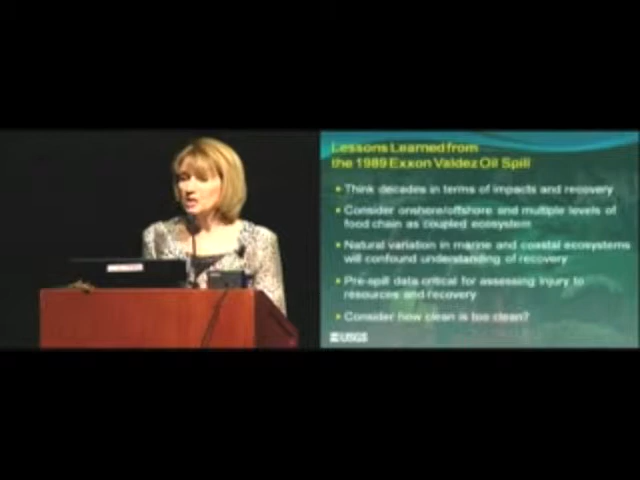 Lessons Learned from
the 1989 Exxon Valdez Oil Spill
Think decades in terms of impacts and recovery
Consider onshore/offshore and multiple levels of
food chain as coupled ecosystem
Natural variation in marine and coastal ecosystems
will confound understanding of recovery
Pre-spill data critical for assessing injury to
resources and recovery
Consider how clean is too clean?
USGS